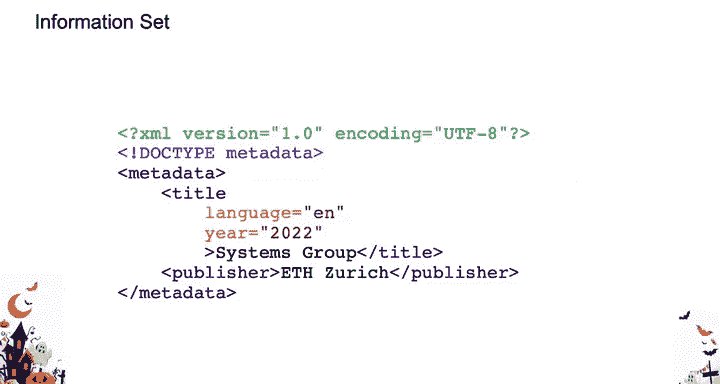 Information Set
<?xml version="1.0" encoding="UTF-8"?>
<!DOCTYPE metadata>
<metadata>
    <title
        language="en"
        year="2022"
        >Systems Group</title>
    <publisher>ETH Zurich</publisher>
</metadata>